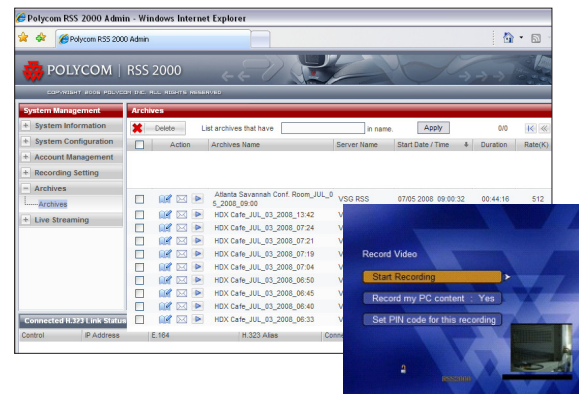 Polycom RSS 2000 Admin - Windows Internet Explorer
Polycom RSS 2000 Admin
POLYCOM | RSS 2000
COPYRIGHT 2008 POLYCOM INC. ALL RIGHTS RESERVED
System Management
Archives
System Information
Delete List archives that have in name. Apply 0/0
System Configuration
Action Archives Name Server Name Start Date / Time Duration Rate(K)
Account Management
Recording Setting
Archives
Archives
Live Streaming
Atlanta Savannah Conf. Room_JUL_0
5_2008_09:00 VSG RSS 07/05/2008 09:00:32 00:44:16 512
HDX Cafe_JUL_03_2008_13:42 V
HDX Cafe_JUL_03_2008_07:24 V
HDX Cafe_JUL_03_2008_07:21 V
HDX Cafe_JUL_03_2008_07:19 V
HDX Cafe_JUL_03_2008_07:04 V
HDX Cafe_JUL_03_2008_06:50 V
HDX Cafe_JUL_03_2008_06:45 V
HDX Cafe_JUL_03_2008_06:40 V
HDX Cafe_JUL_03_2008_06:33 V
Connected H.323 Link Status
Control IP Address E.164 H.323 Alias Conne
Record Video
Start Recording
Record my PC content : Yes
Set PIN code for this recording